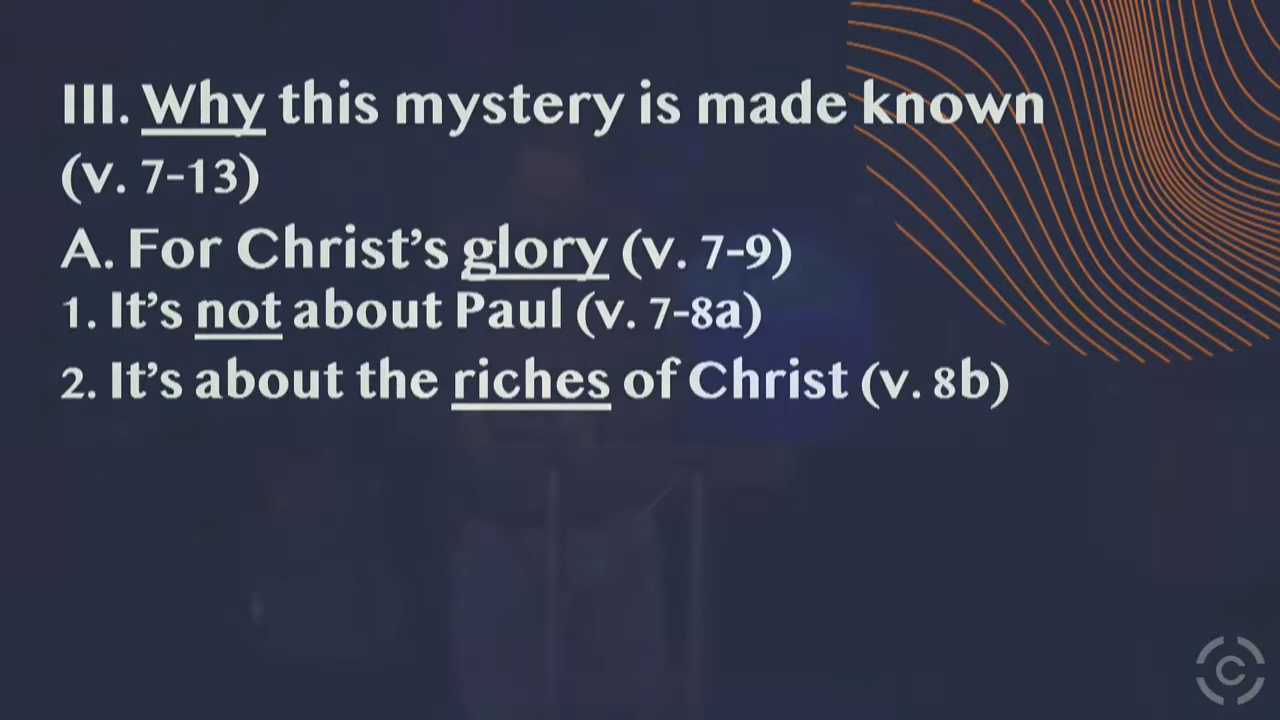 III. Why this mystery is made known
(v. 7-13)
A. For Christ's glory (v. 7-9)
1. It's not about Paul (v. 7-8a)
2. It's about the riches of Christ (v. 8b)
C